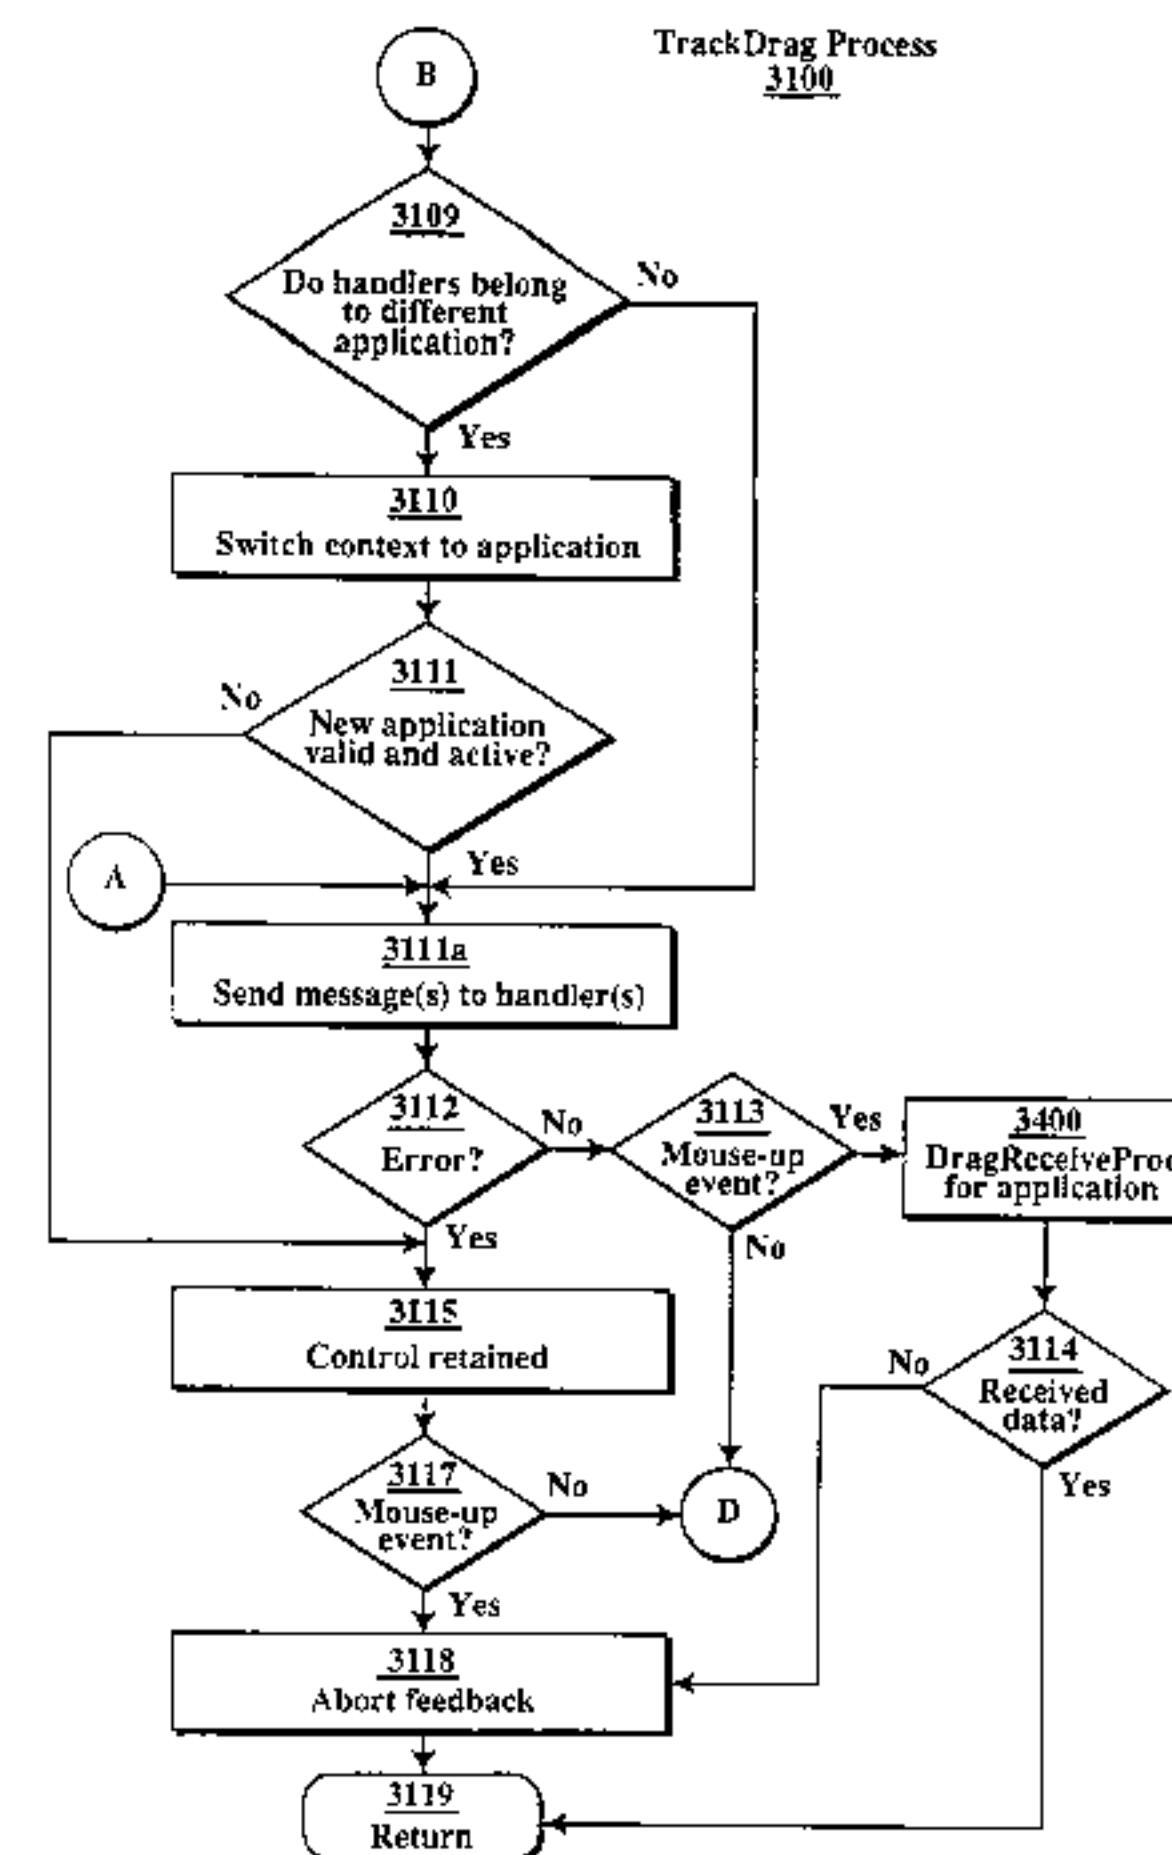 TrackDrag Process
3100
B
3109
Do handlers belong
to different
application?
No
Yes
3110
Switch context to application
3111
New application
valid and active?
No
Yes
A
3111a
Send message(s) to handler(s)
3112
Error?
No
Yes
3113
Mouse-up
event?
Yes
No
3400
DragReceiveProc
for application
3115
Control retained
3114
Received
data?
No
Yes
3117
Mouse-up
event?
No
Yes
D
3118
Abort feedback
3119
Return